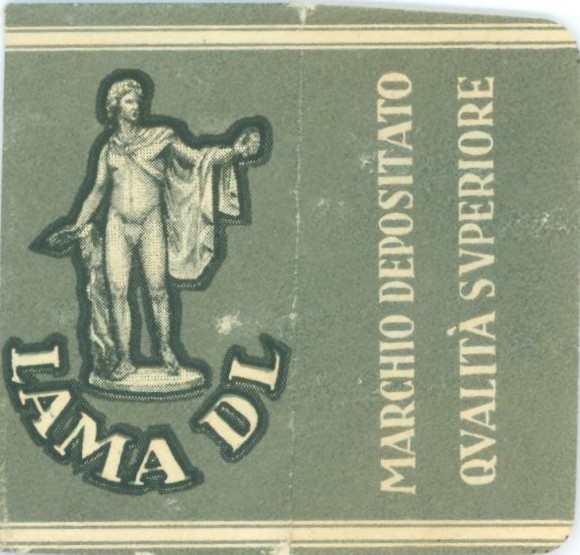 LAMA DL
MARCHIO DEPOSITATO
QVALITÀ SVPERIORE